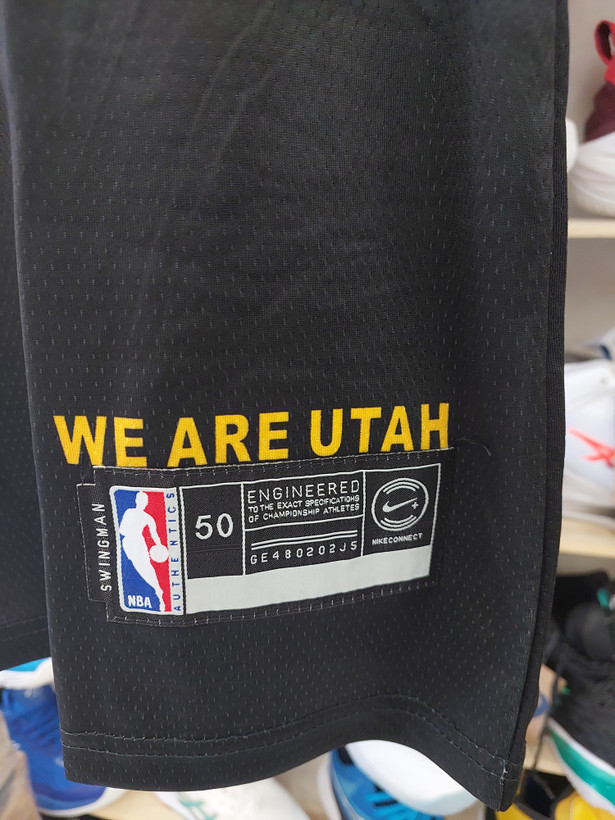 WE ARE UTAH
SWINGMAN
NBA
AUTHENTICS
50
ENGINEERED
TO THE EXACT SPECIFICATIONS
OF CHAMPIONSHIP ATHLETES
GE480202J5
NIKECONNECT